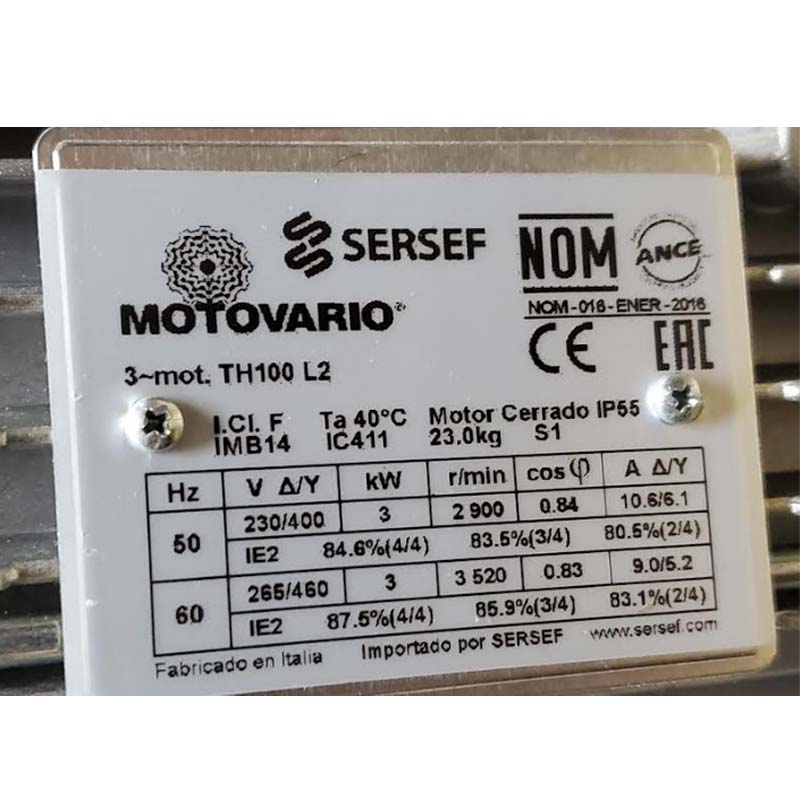 SERSEF
NOM
ANCE
MOTOVARIO
NOM-016-ENER-2016
CE EAC
3~mot. TH100 L2
I.Cl. F Ta 40°C Motor Cerrado IP55
IMB14 IC411 23.0kg S1
Hz V Δ/Y kW r/min cosφ A Δ/Y
50 230/400 3 2 900 0.84 10.6/6.1
IE2 84.6%(4/4) 83.5%(3/4) 80.5%(2/4)
60 265/460 3 3 520 0.83 9.0/5.2
IE2 87.5%(4/4) 85.9%(3/4) 83.1%(2/4)
Fabricado en Italia Importado por SERSEF www.sersef.com